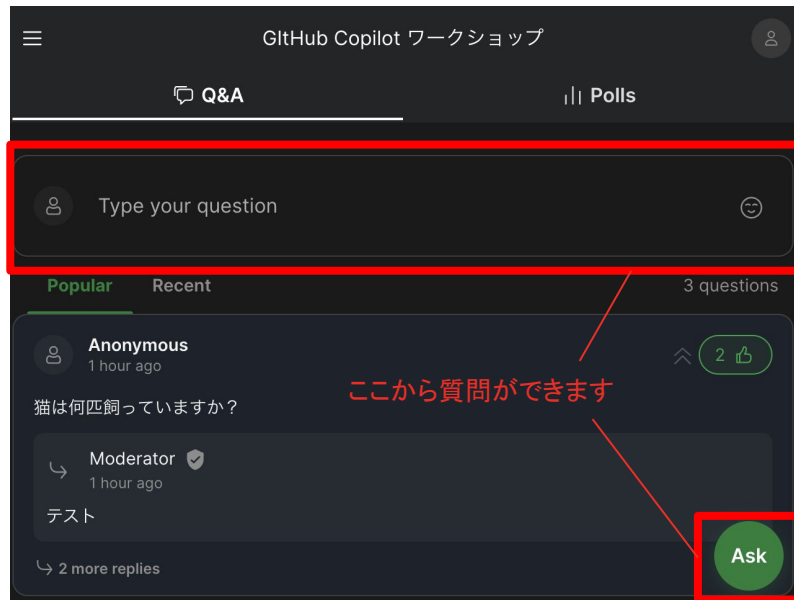 GItHub Copilot ワークショップ
Q&A
Polls
Type your question
Popular
Recent
3 questions
Anonymous
1 hour ago
2
ここから質問ができます
猫は何匹飼っていますか？
Moderator
1 hour ago
テスト
2 more replies
Ask